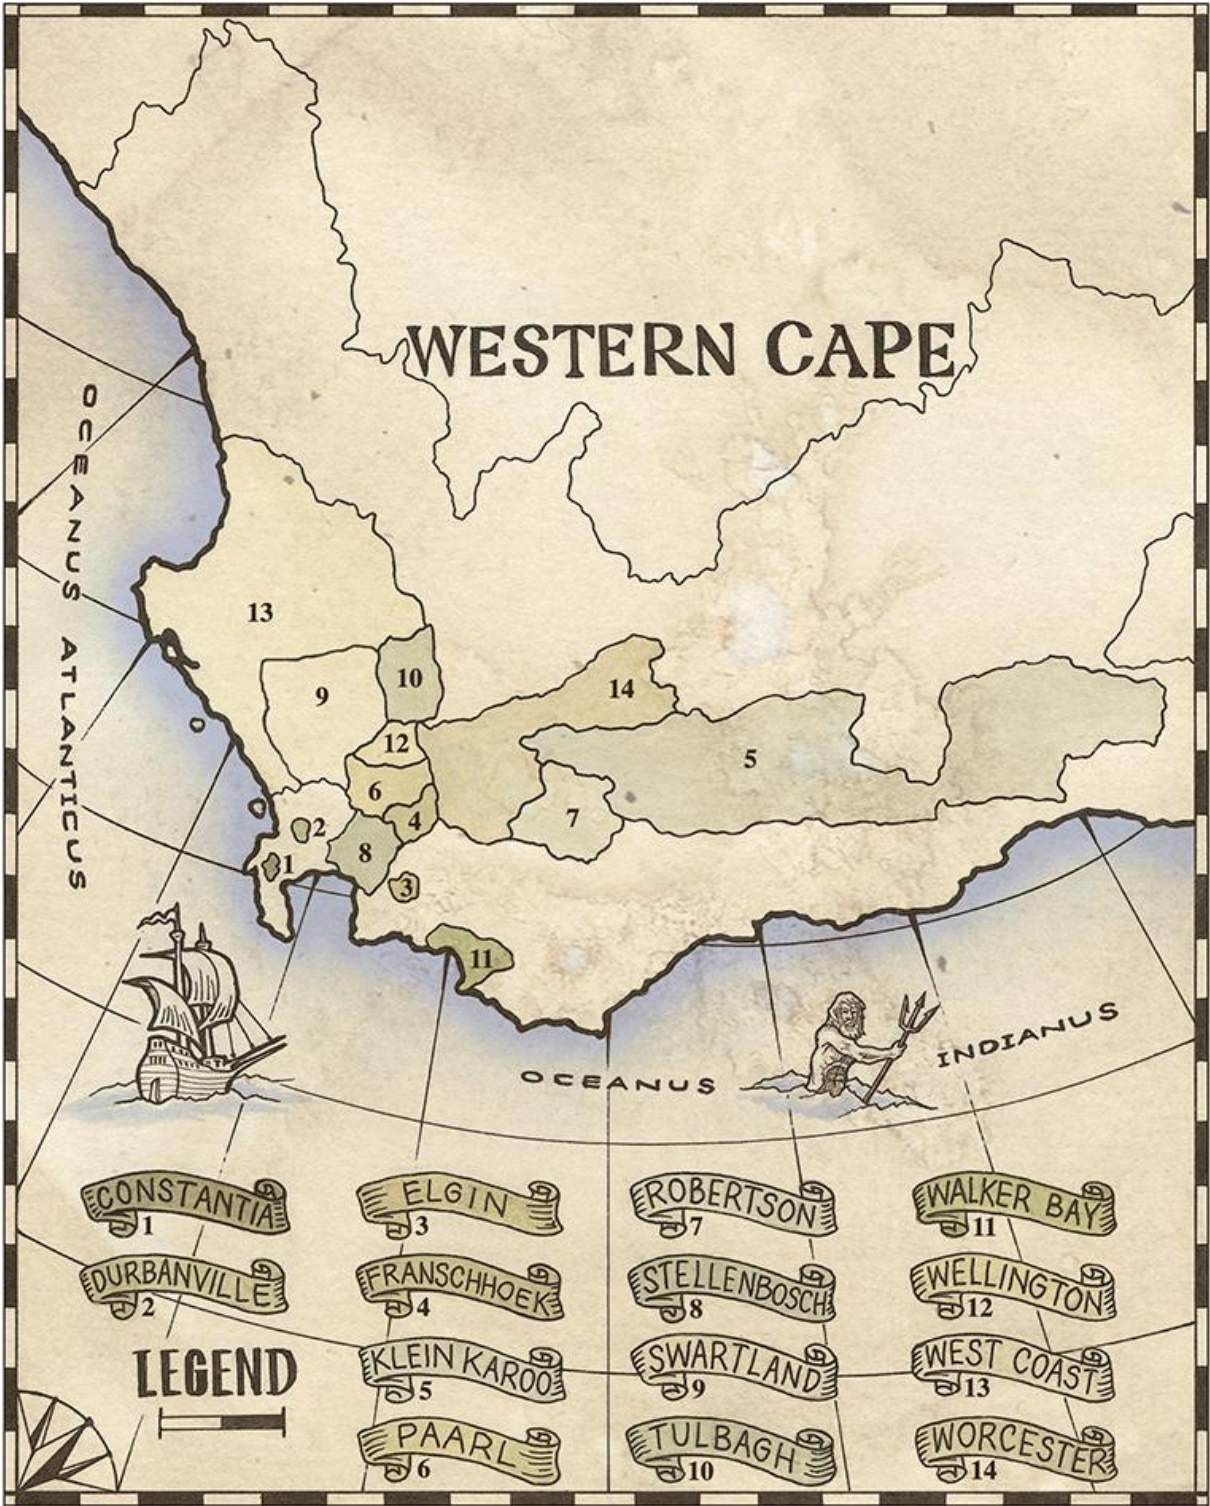 WESTERN CAPE
OCEANUS ATLANTICUS
13
9
10
14
12
5
6
4
7
2
8
1
3
11
OCEANUS INDIANUS
CONSTANTIA
1
ELGIN
3
ROBERTSON
7
WALKER BAY
11
DURBANVILLE
2
FRANSCHHOEK
4
STELLENBOSCH
8
WELLINGTON
12
LEGEND
KLEIN KAROO
5
SWARTLAND
9
WEST COAST
13
PAARL
6
TULBAGH
10
WORCESTER
14